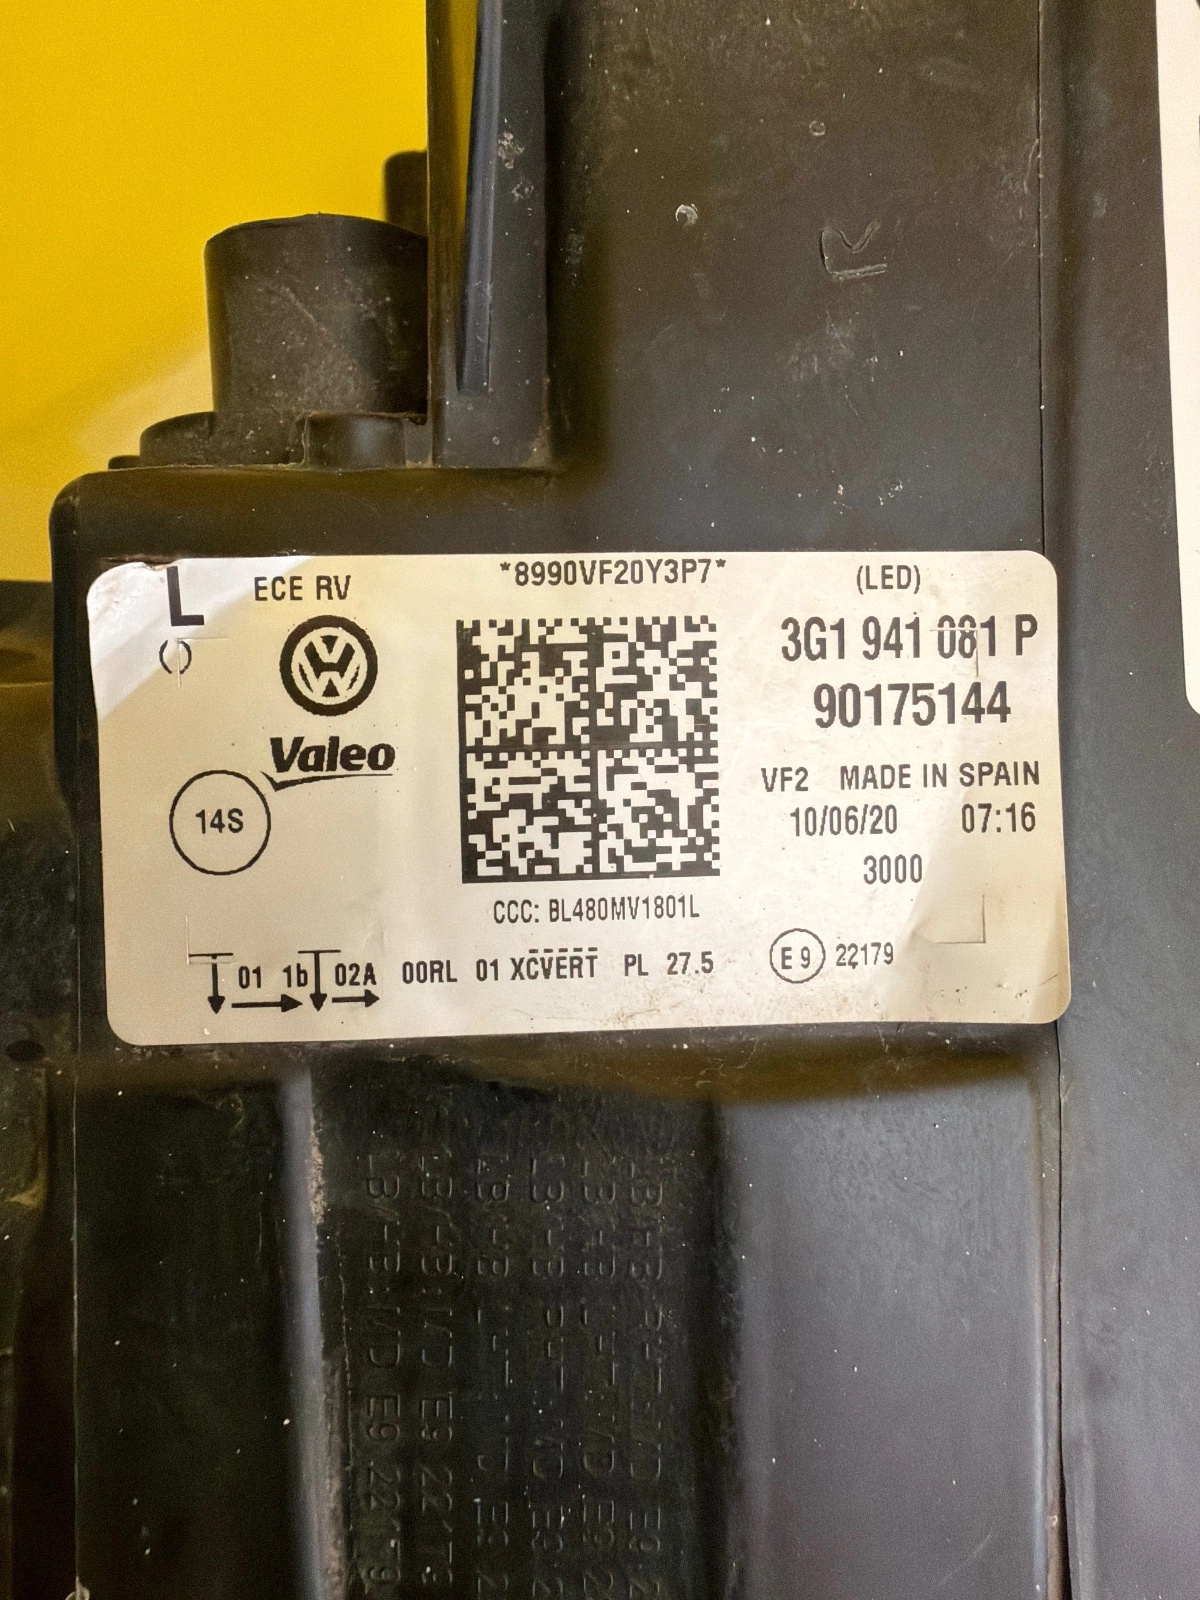 L ECE RV *8990VF20Y3P7* (LED)
() 3G1 941 081 P
90175144
Valeo
VF2 MADE IN SPAIN
14S 10/06/20 07:16
3000
CCC: BL480MV1801L
01 1b 02A 00RL 01 XCVERT PL 27.5 E9 22179